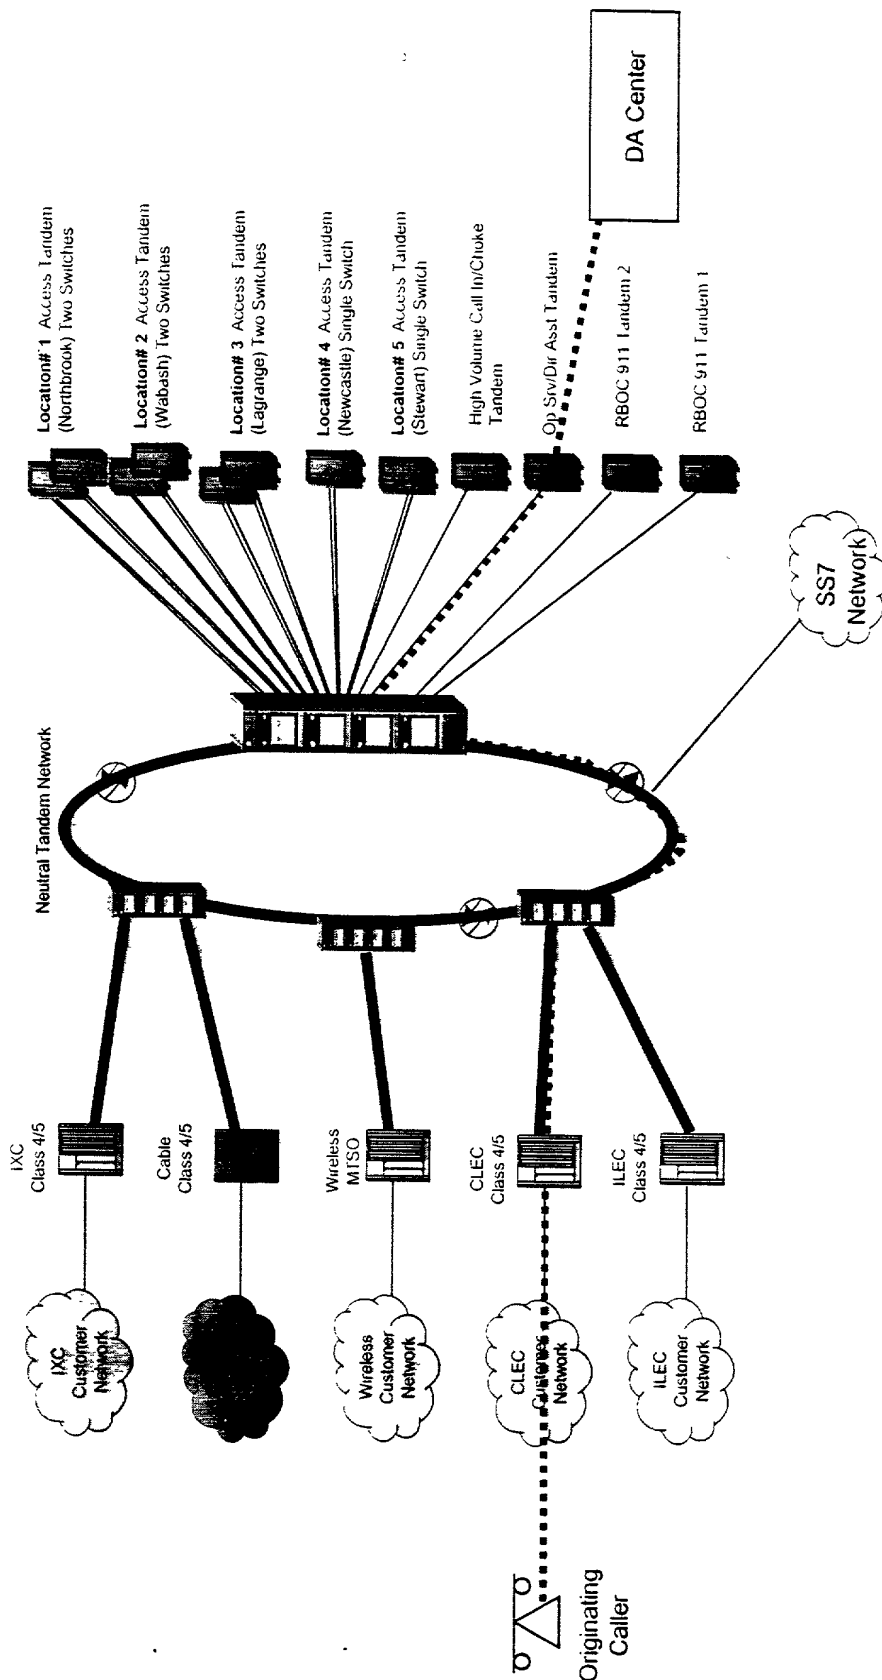 Neutral Tandem Network
IXC
Class 4/5
Cable
Class 4/5
Wireless
MTSO
CLEC
Class 4/5
ILEC
Class 4/5
IXC
Customer
Network
Wireless
Customer
Network
CLEC
Customer
Network
ILEC
Customer
Network
Originating
Caller
Location# 1 Access Tandem
(Northbrook) Two Switches
Location# 2 Access Tandem
(Wabash) Two Switches
Location# 3 Access Tandem
(Lagrange) Two Switches
Location# 4 Access Tandem
(Newcastle) Single Switch
Location# 5 Access Tandem
(Stewart) Single Switch
High Volume Call In/Choke
Tandem
Op Srv/Dir Asst Tandem
RBOC 911 Tandem 2
RBOC 911 Tandem 1
DA Center
SS7
Network